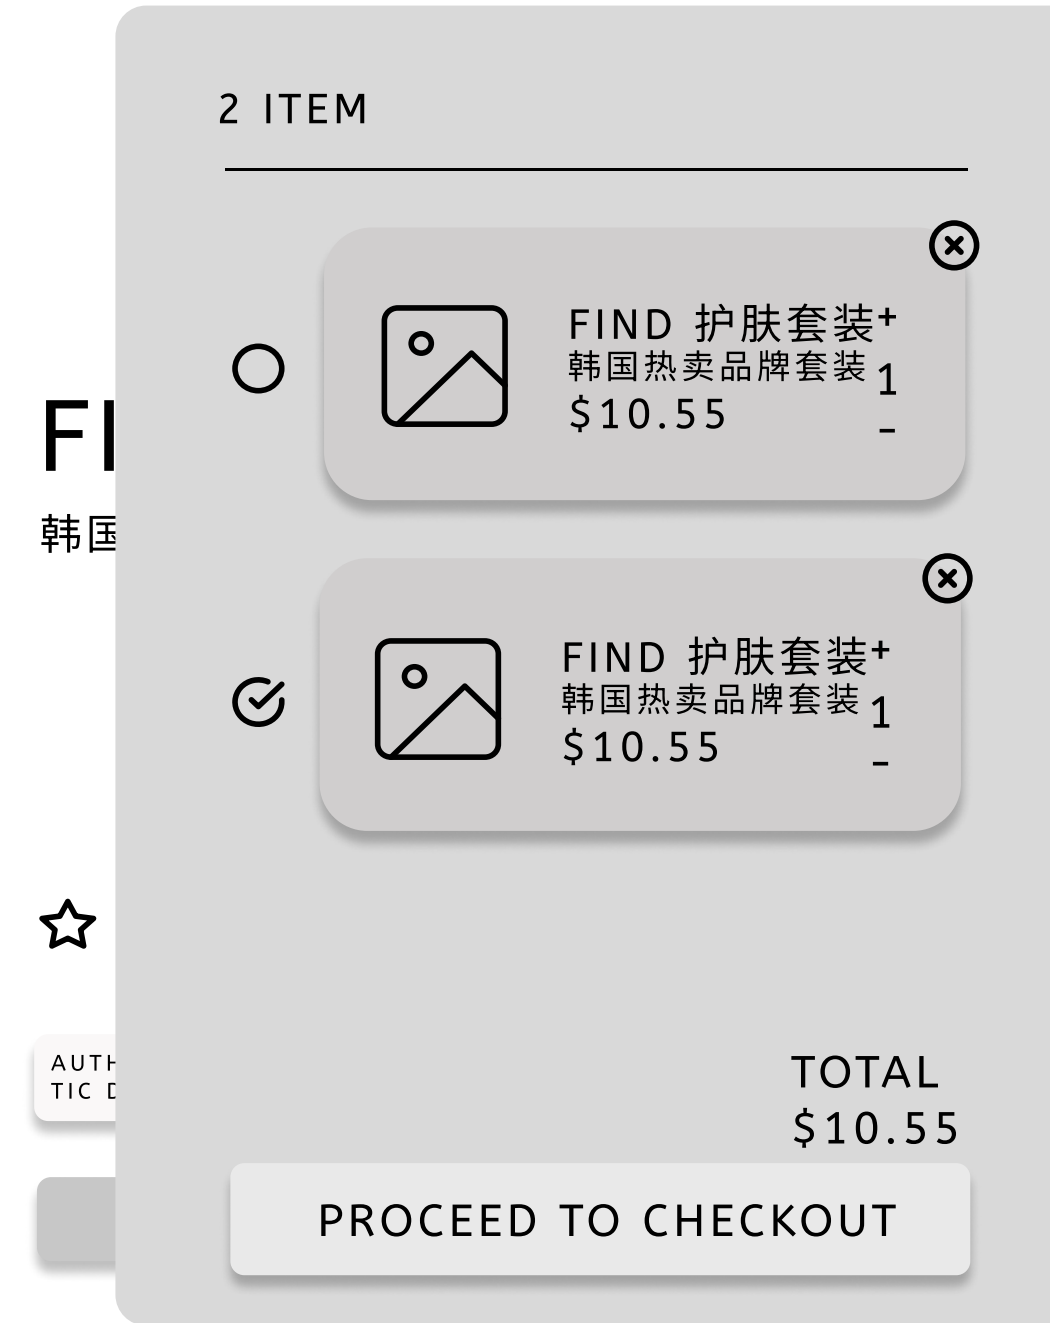 2 ITEM
FIND 护肤套装+
韩国热卖品牌套装 1
$10.55
-
FIND 护肤套装+
韩国热卖品牌套装 1
$10.55
-
TOTAL
$10.55
PROCEED TO CHECKOUT
FI
韩国
AUTH
TIC D